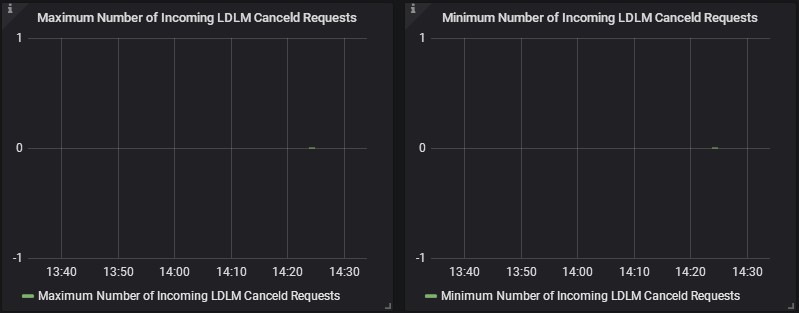 Maximum Number of Incoming LDLM Canceld Requests
1
0
-1
13:40 13:50 14:00 14:10 14:20 14:30
Maximum Number of Incoming LDLM Canceld Requests
Minimum Number of Incoming LDLM Canceld Requests
1
0
-1
13:40 13:50 14:00 14:10 14:20 14:30
Minimum Number of Incoming LDLM Canceld Requests